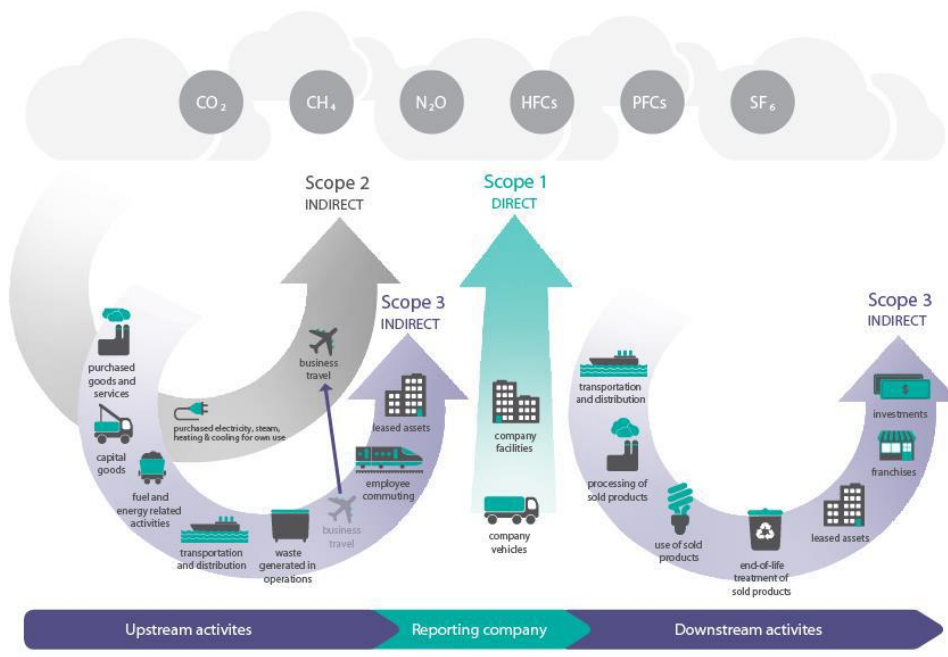 CO₂
CH₄
N₂O
HFCs
PFCs
SF₆
Scope 2
INDIRECT
Scope 1
DIRECT
Scope 3
INDIRECT
Scope 3
INDIRECT
purchased
goods and
services
capital
goods
fuel and
energy related
activities
purchased electricity, steam,
heating & cooling for own use
business
travel
transportation
and distribution
waste
generated in
operations
business
travel
employee
commuting
leased assets
company
facilities
company
vehicles
transportation
and distribution
processing of
sold products
use of sold
products
end-of-life
treatment of
sold products
leased assets
franchises
$
investments
Upstream activites
Reporting company
Downstream activites